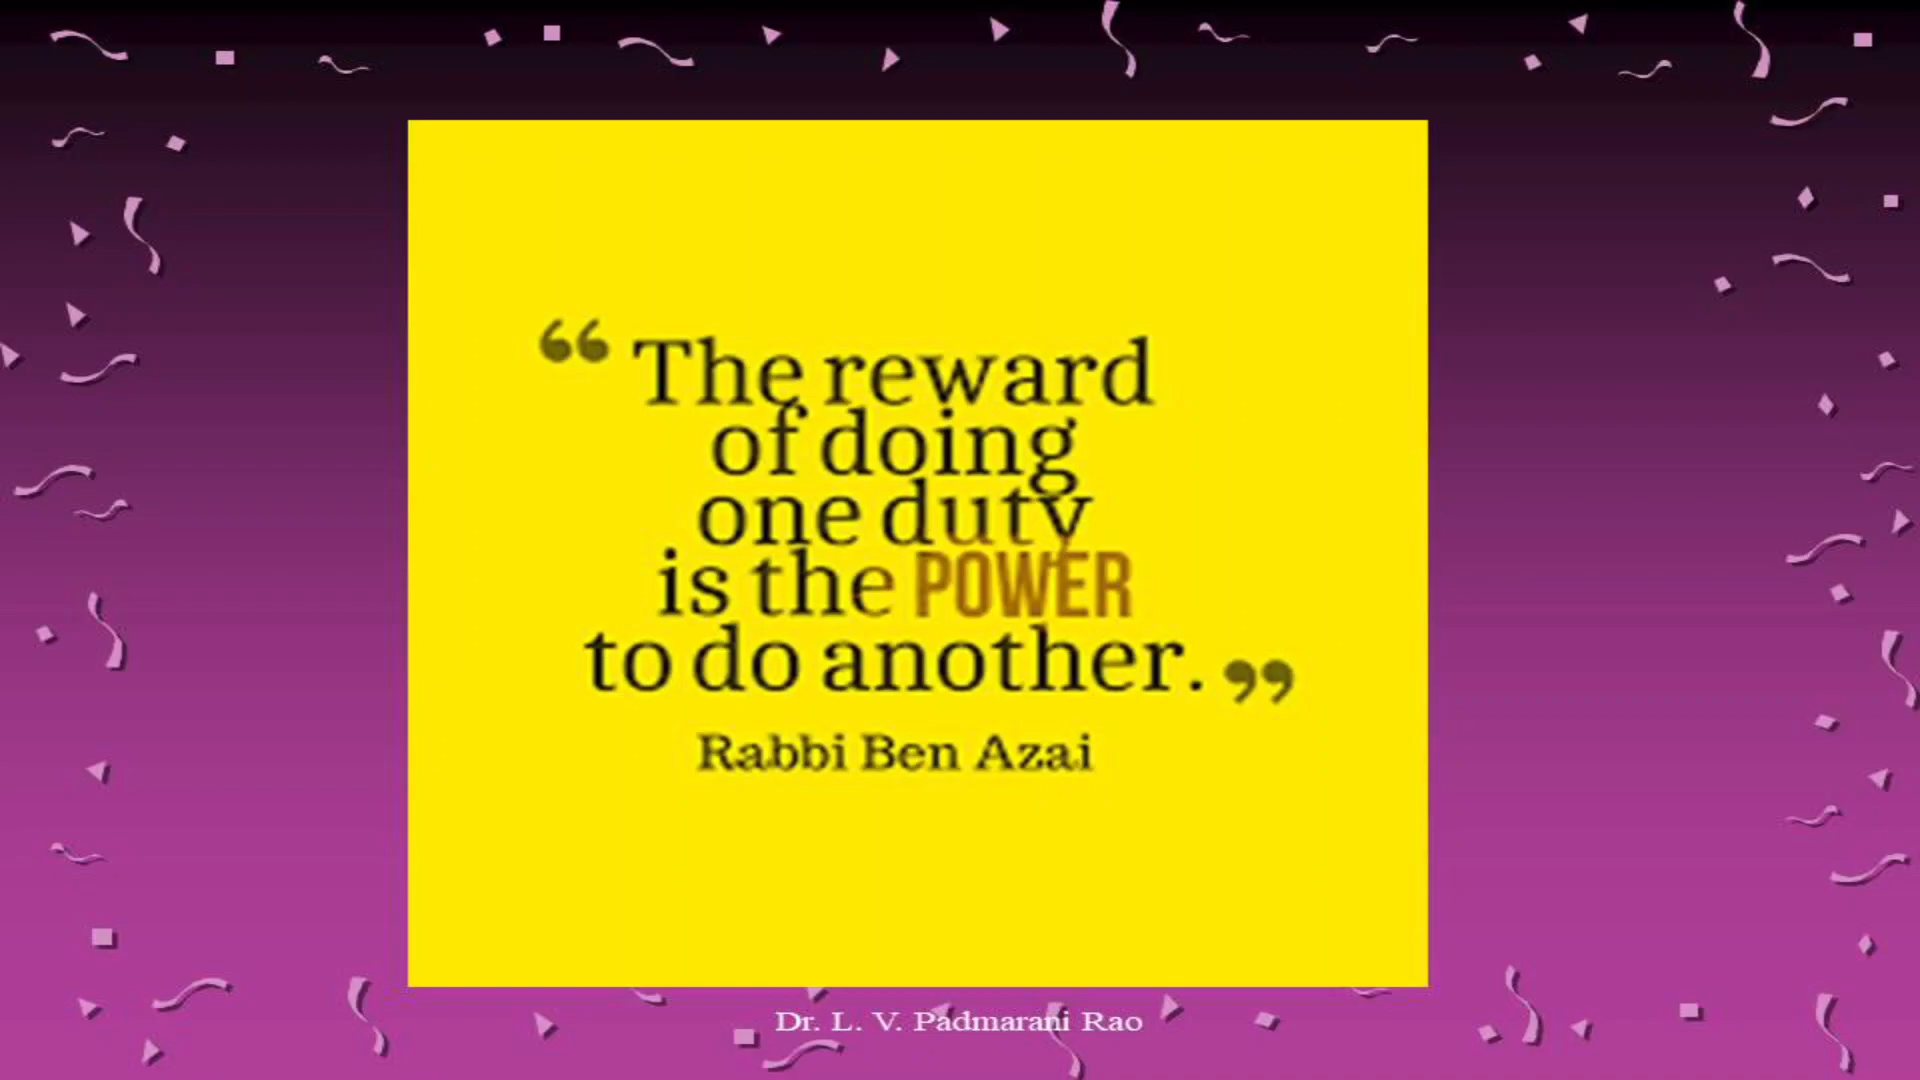 “ The reward
of doing
one duty
is the POWER
to do another. ”
Rabbi Ben Azai
Dr. L. V. Padmarani Rao